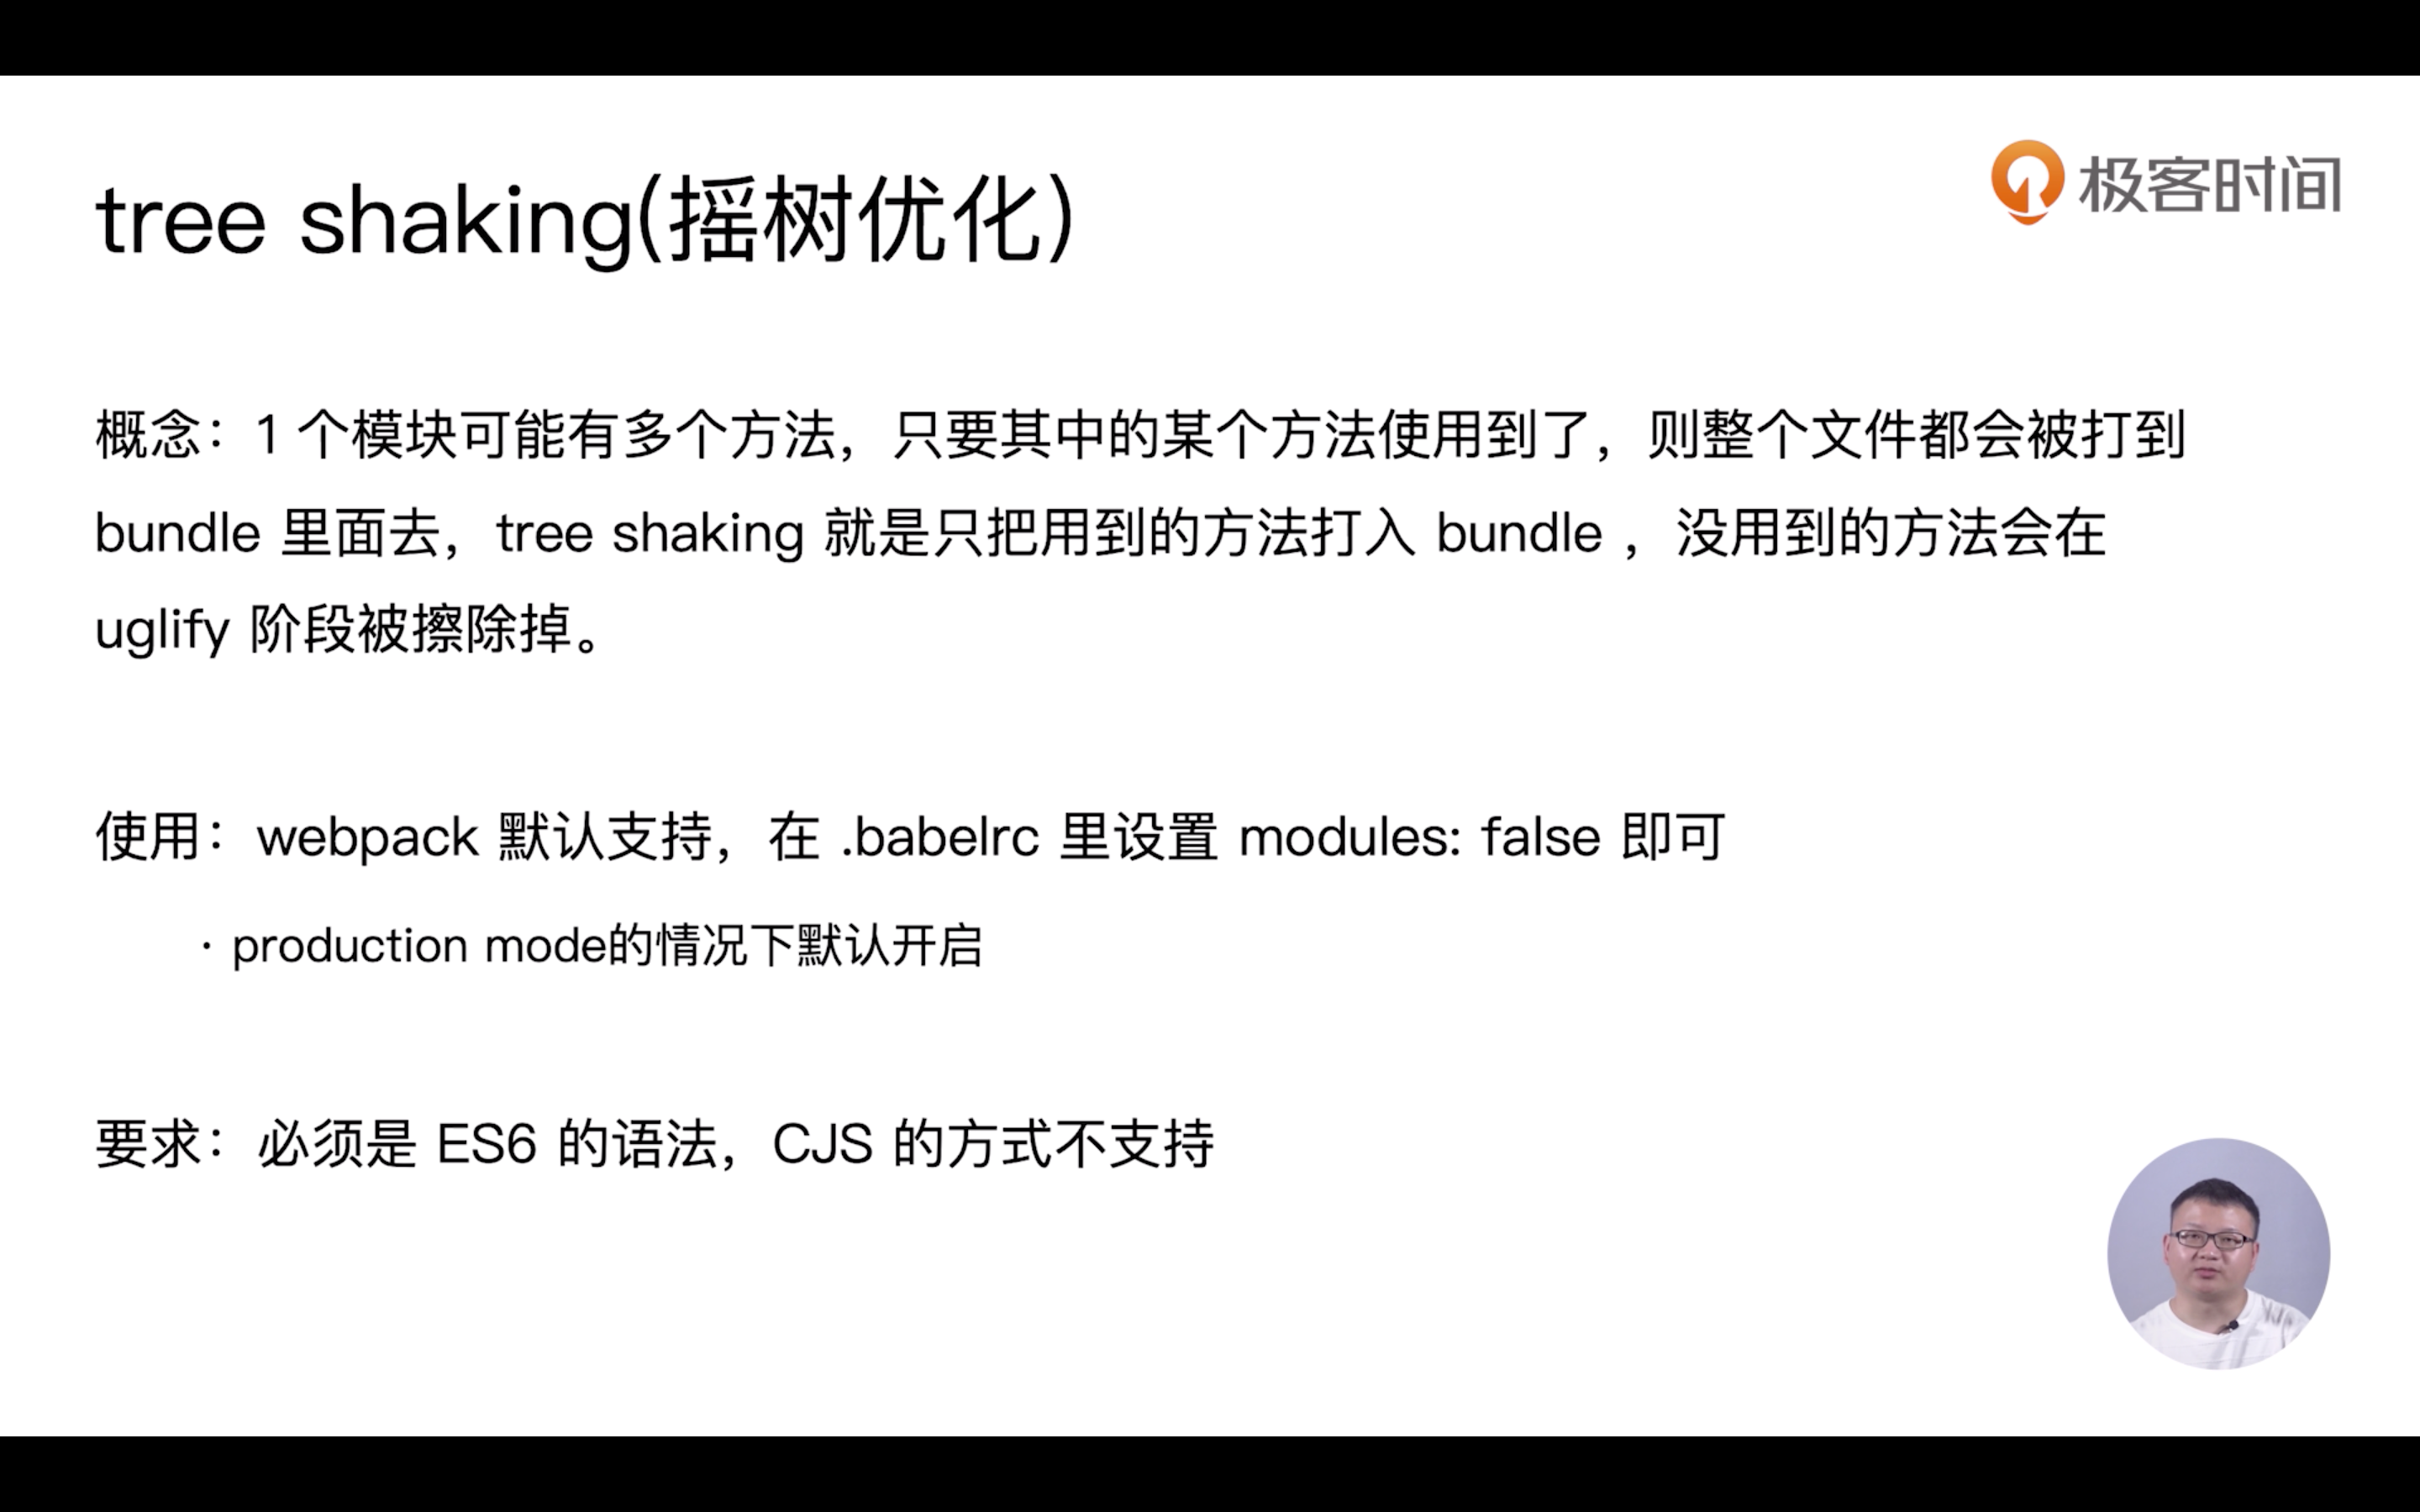 极客时间
tree shaking(摇树优化)
概念：1 个模块可能有多个方法，只要其中的某个方法使用到了，则整个文件都会被打到
bundle 里面去，tree shaking 就是只把用到的方法打入 bundle ，没用到的方法会在
uglify 阶段被擦除掉。
使用：webpack 默认支持，在 .babelrc 里设置 modules: false 即可
· production mode的情况下默认开启
要求：必须是 ES6 的语法，CJS 的方式不支持